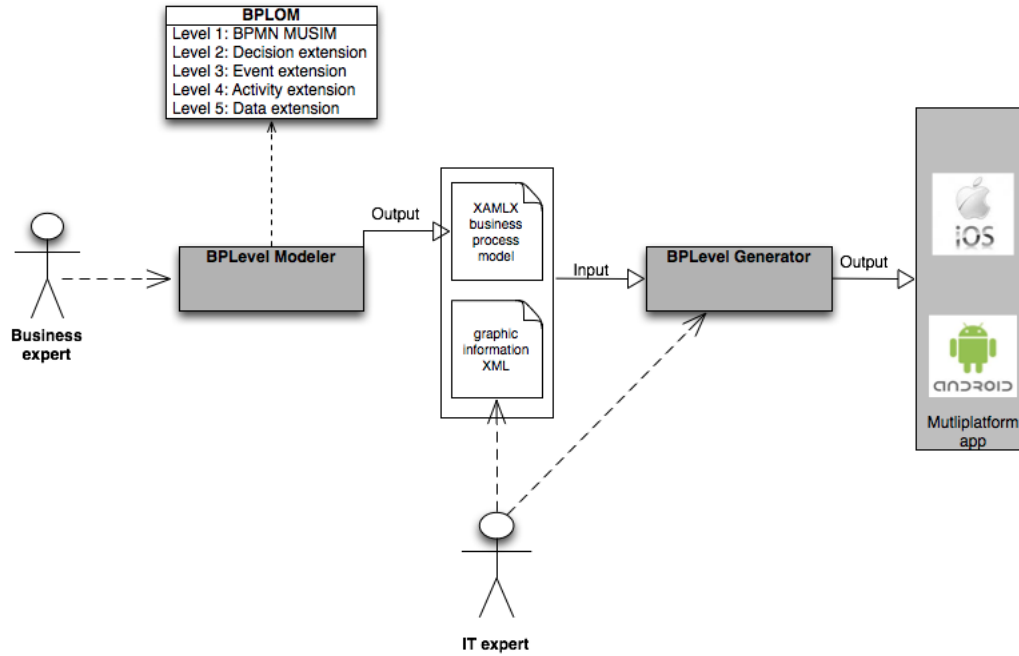 BPLOM
Level 1: BPMN MUSIM
Level 2: Decision extension
Level 3: Event extension
Level 4: Activity extension
Level 5: Data extension
Business
expert
BPLevel Modeler
Output
XAMLX
business
process
model
graphic
information
XML
Input
BPLevel Generator
Output
iOS
ANDROID
Mutliplatform
app
IT expert